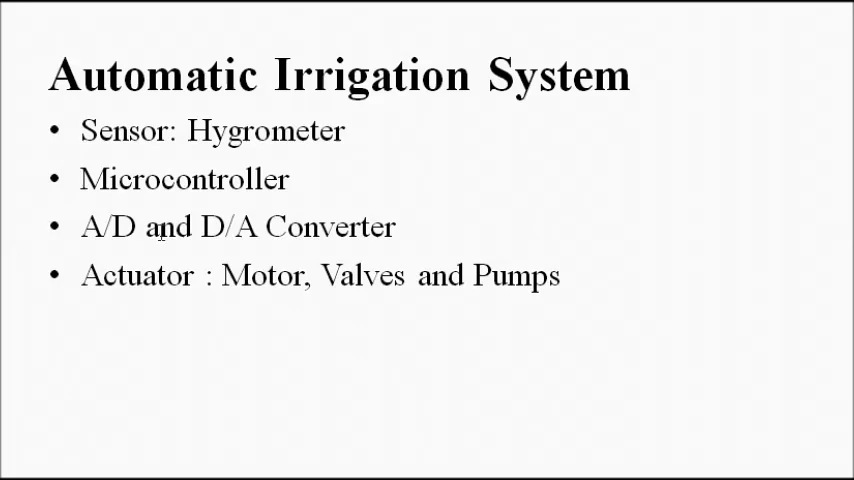 Automatic Irrigation System
• Sensor: Hygrometer
• Microcontroller
• A/D and D/A Converter
• Actuator : Motor, Valves and Pumps